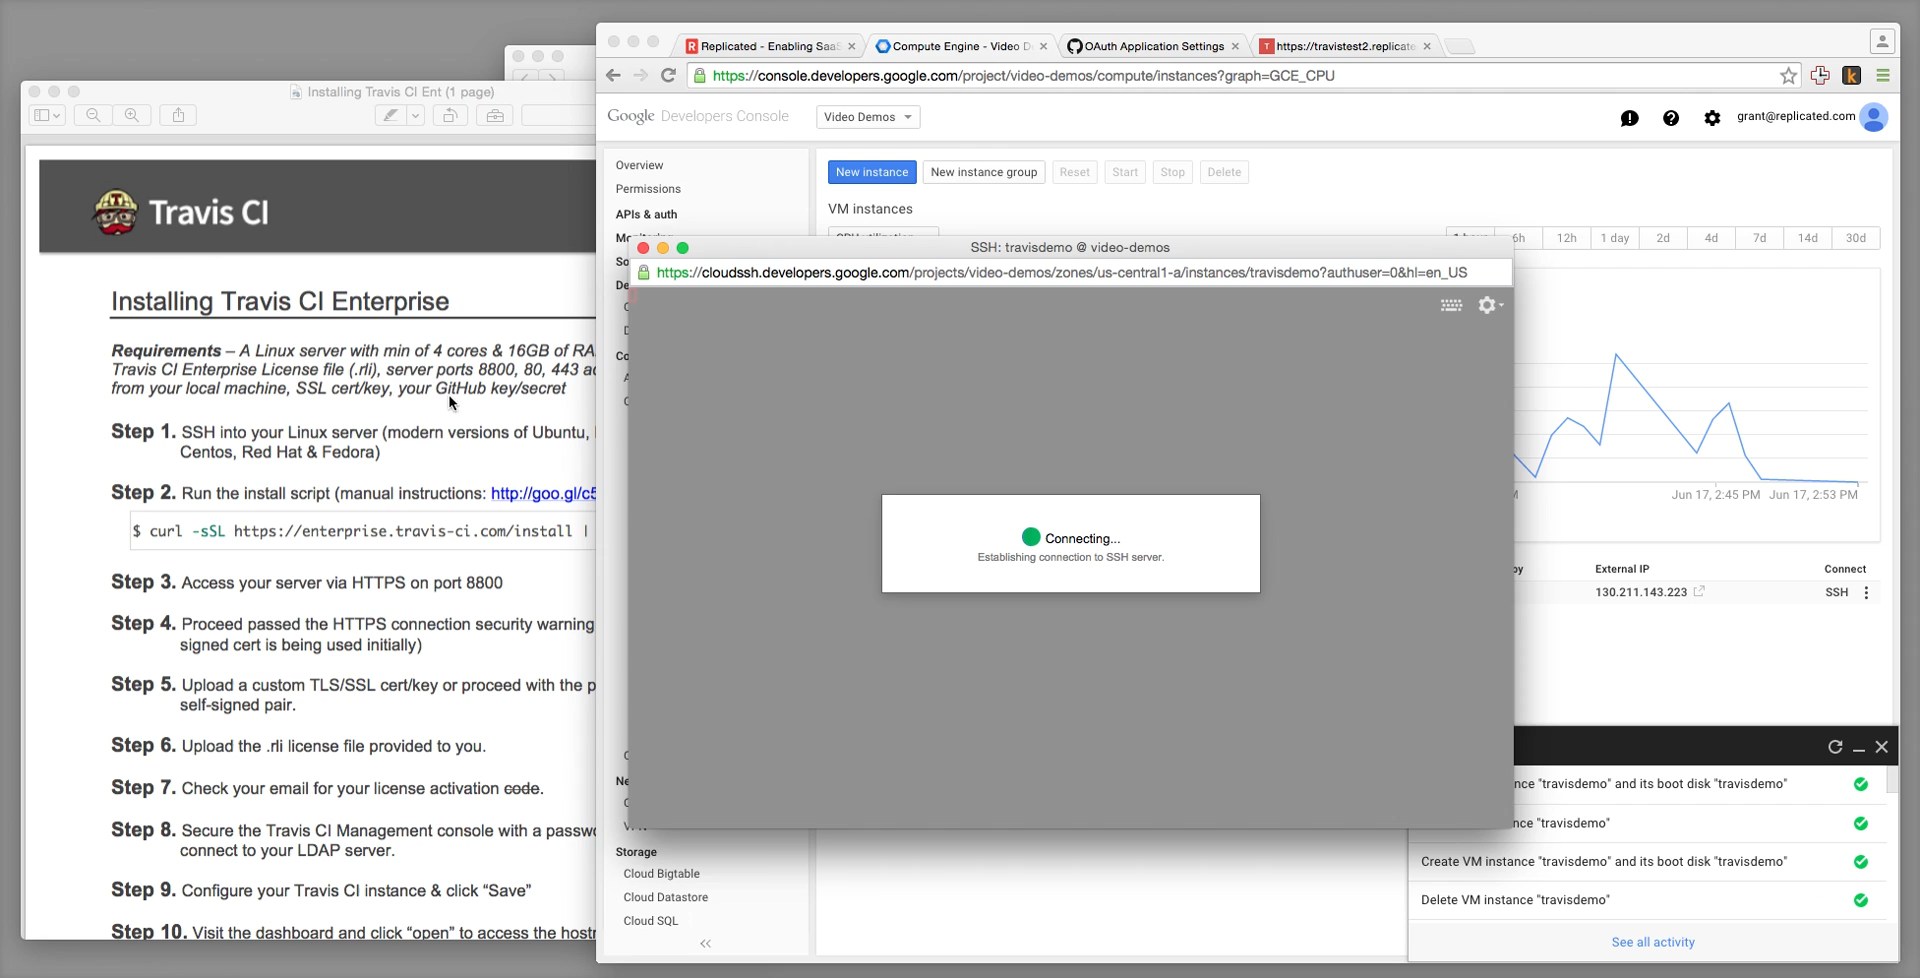 Installing Travis CI Ent (1 page)
Travis CI
Installing Travis CI Enterprise
Requirements – A Linux server with min of 4 cores & 16GB of RA
Travis CI Enterprise License file (.rli), server ports 8800, 80, 443
from your local machine, SSL cert/key, your GitHub key/secret
Step 1. SSH into your Linux server (modern versions of Ubuntu,
Centos, Red Hat & Fedora)
Step 2. Run the install script (manual instructions: http://goo.gl/c5
$ curl -sSL https://enterprise.travis-ci.com/install |
Step 3. Access your server via HTTPS on port 8800
Step 4. Proceed passed the HTTPS connection security warning
signed cert is being used initially)
Step 5. Upload a custom TLS/SSL cert/key or proceed with the p
self-signed pair.
Step 6. Upload the .rli license file provided to you.
Step 7. Check your email for your license activation code.
Step 8. Secure the Travis CI Management console with a passw
connect to your LDAP server.
Step 9. Configure your Travis CI instance & click “Save”
Step 10. Visit the dashboard and click “open” to access the hostn
Replicated - Enabling SaaS
Compute Engine - Video D
OAuth Application Settings
https://travistest2.replicate
https://console.developers.google.com/project/video-demos/compute/instances?graph=GCE_CPU
Google Developers Console
Video Demos
grant@replicated.com
Overview
Permissions
APIs & auth
Storage
Cloud Bigtable
Cloud Datastore
Cloud SQL
New instance
New instance group
Reset
Start
Stop
Delete
VM instances
CPU utilization
1 hour
6h
12h
1 day
2d
4d
7d
14d
30d
SSH: travisdemo @ video-demos
https://cloudssh.developers.google.com/projects/video-demos/zones/us-central1-a/instances/travisdemo?authuser=0&hl=en_US
Connecting...
Establishing connection to SSH server.
Jun 17, 2:45 PM
Jun 17, 2:53 PM
by
External IP
Connect
130.211.143.223
SSH
nce "travisdemo" and its boot disk "travisdemo"
nce "travisdemo"
Create VM instance "travisdemo" and its boot disk "travisdemo"
Delete VM instance "travisdemo"
See all activity